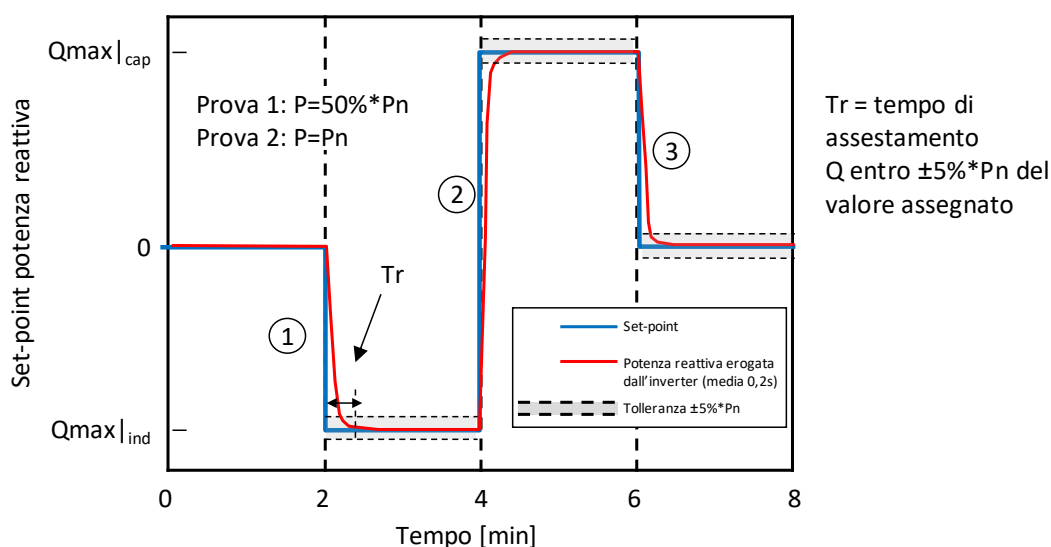 Qmax|cap
Prova 1: P=50%*Pn
Prova 2: P=Pn
Tr = tempo di
assestamento
Q entro ±5%*Pn del
valore assegnato
3
2
Set-point potenza reattiva
0
Tr
1
Set-point
Potenza reattiva erogata
dall’inverter (media 0,2s)
Tolleranza ±5%*Pn
Qmax|ind
0 2 4 6 8
Tempo [min]